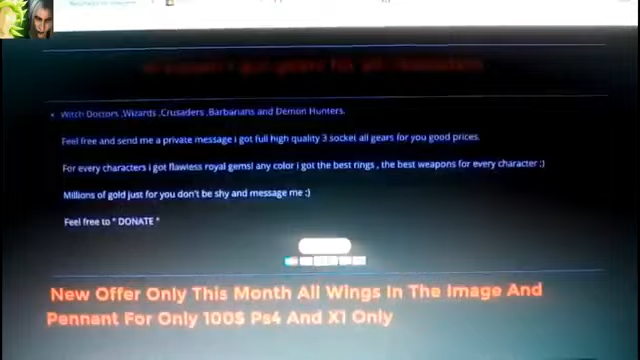 Witch Doctors ,Wizards ,Crusaders ,Barbarians and Demon Hunters.
Feel free and send me a private message i got full high quality 3 socket all gears for you good prices.
For every characters i got flawless royal gems! any color i got the best rings , the best weapons for every character ;)
Millions of gold just for you don't be shy and message me ;)
Feel free to " DONATE "
New Offer Only This Month All Wings In The Image And
Pennant For Only 100$ Ps4 And X1 Only